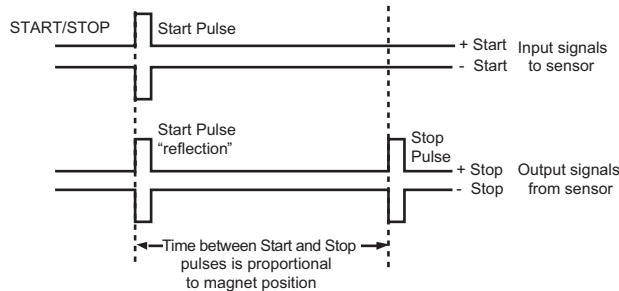 START/STOP
Start Pulse
+ Start
- Start
Input signals
to sensor
Start Pulse
“reflection”
Stop
Pulse
+ Stop
- Stop
Output signals
from sensor
Time between Start and Stop
pulses is proportional
to magnet position